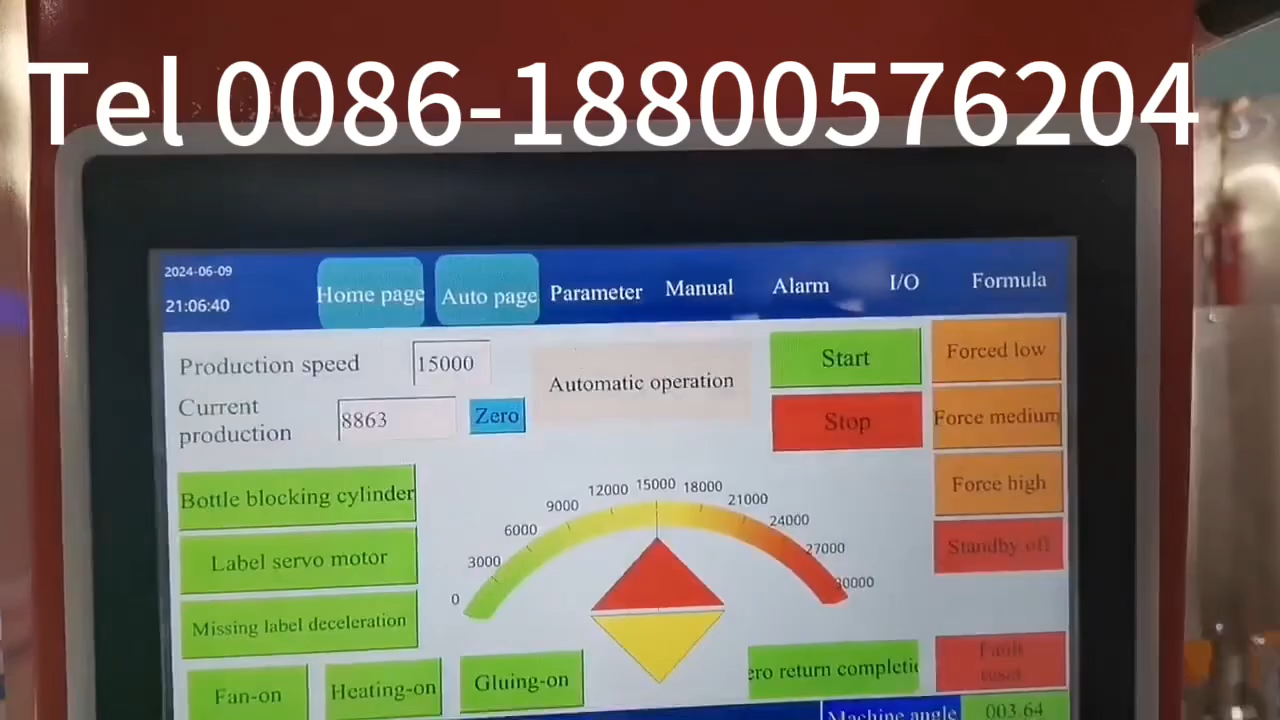 Tel 0086-18800576204
2024-06-09
21:06:40
Home page
Auto page
Parameter
Manual
Alarm
I/O
Formula
Production speed
15000
Automatic operation
Start
Forced low
Current
production
8863
Zero
Stop
Force medium
Bottle blocking cylinder
Force high
Label servo motor
Standby off
Missing label deceleration
0
3000
6000
9000
12000
15000
18000
21000
24000
27000
30000
Fan-on
Heating-on
Gluing-on
ero return completic
Fault
reset
Machine angle
003.64